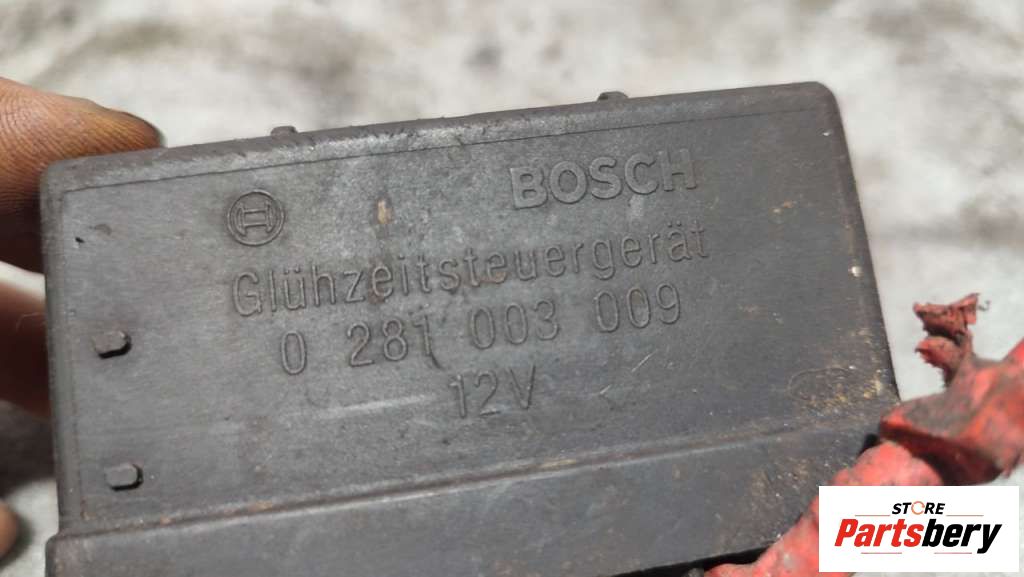 BOSCH
Glühzeitsteuergerät
0 281 003 009
12V
STORE
Partsbery